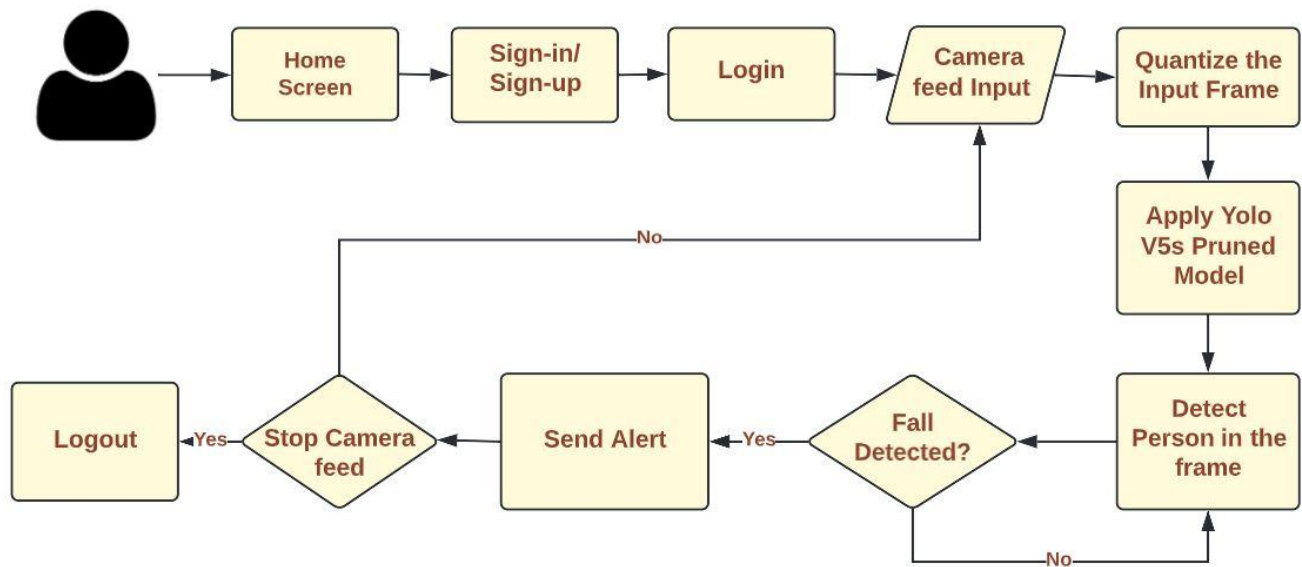 Home
Screen
Sign-in/
Sign-up
Login
Camera
feed Input
Quantize the
Input Frame
No
Apply Yolo
V5s Pruned
Model
Logout
Yes
Stop Camera
feed
Send Alert
Yes
Fall
Detected?
Detect
Person in the
frame
No